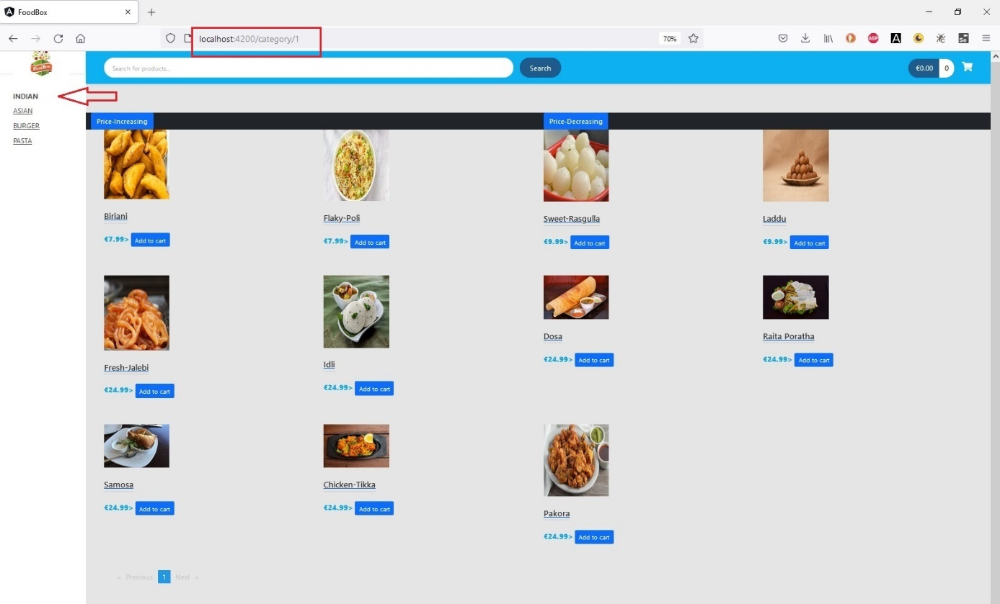 FoodBox
localhost:4200/category/1
70%
ABP
A
Se
FoodBox
Search for products...
Search
€0.00
0
INDIAN
ASIAN
BURGER
PASTA
Price-Increasing
Price-Decreasing
Biriani
Flaky-Poli
Sweet-Rasgulla
Laddu
€7.99> Add to cart
€7.99> Add to cart
€9.99> Add to cart
€9.99> Add to cart
Fresh-Jalebi
Idli
Dosa
Raita Poratha
€24.99> Add to cart
€24.99> Add to cart
€24.99> Add to cart
€24.99> Add to cart
Samosa
Chicken-Tikka
Pakora
€24.99> Add to cart
€24.99> Add to cart
€24.99> Add to cart
« Previous 1 Next »